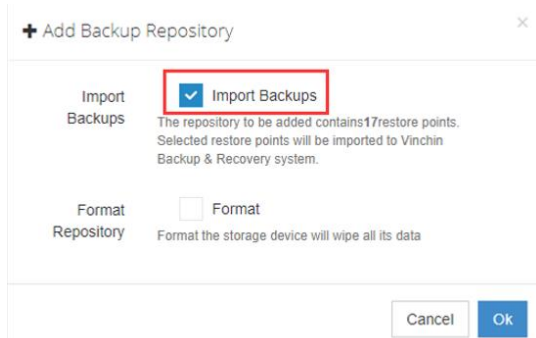 + Add Backup Repository ×
Import Backups
Import Backups
The repository to be added contains17restore points.
Selected restore points will be imported to Vinchin
Backup & Recovery system.
Format Repository
Format
Format the storage device will wipe all its data
Cancel Ok